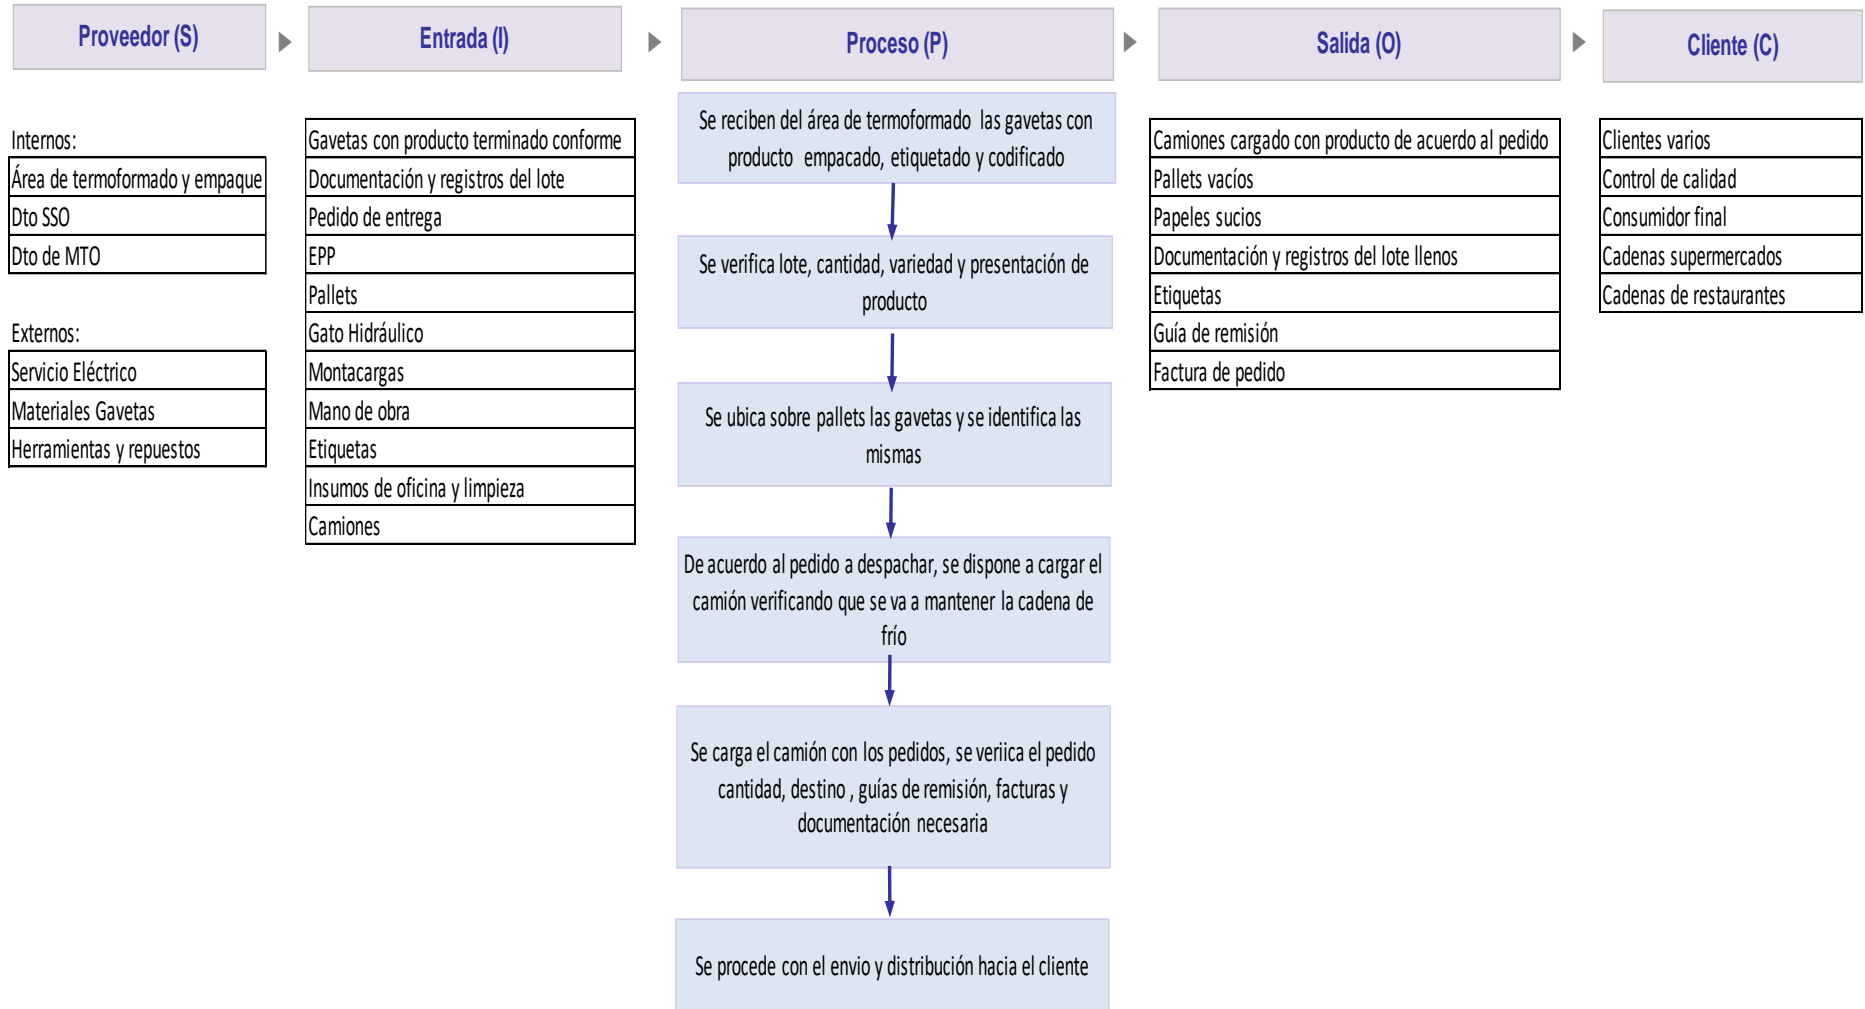 Proveedor (S)
Entrada (I)
Proceso (P)
Salida (O)
Cliente (C)
Internos:
Área de termoformado y empaque
Dto SSO
Dto de MTO
Externos:
Servicio Eléctrico
Materiales Gavetas
Herramientas y repuestos
Gavetas con producto terminado conforme
Documentación y registros del lote
Pedido de entrega
EPP
Pallets
Gato Hidráulico
Montacargas
Mano de obra
Etiquetas
Insumos de oficina y limpieza
Camiones
Se reciben del área de termoformado las gavetas con
producto empacado, etiquetado y codificado
Se verifica lote, cantidad, variedad y presentación de
producto
Se ubica sobre pallets las gavetas y se identifica las
mismas
De acuerdo al pedido a despachar, se dispone a cargar el
camión verificando que se va a mantener la cadena de
frío
Se carga el camión con los pedidos, se veriica el pedido
cantidad, destino , guías de remisión, facturas y
documentación necesaria
Se procede con el envio y distribución hacia el cliente
Camiones cargado con producto de acuerdo al pedido
Pallets vacíos
Papeles sucios
Documentación y registros del lote llenos
Etiquetas
Guía de remisión
Factura de pedido
Clientes varios
Control de calidad
Consumidor final
Cadenas supermercados
Cadenas de restaurantes